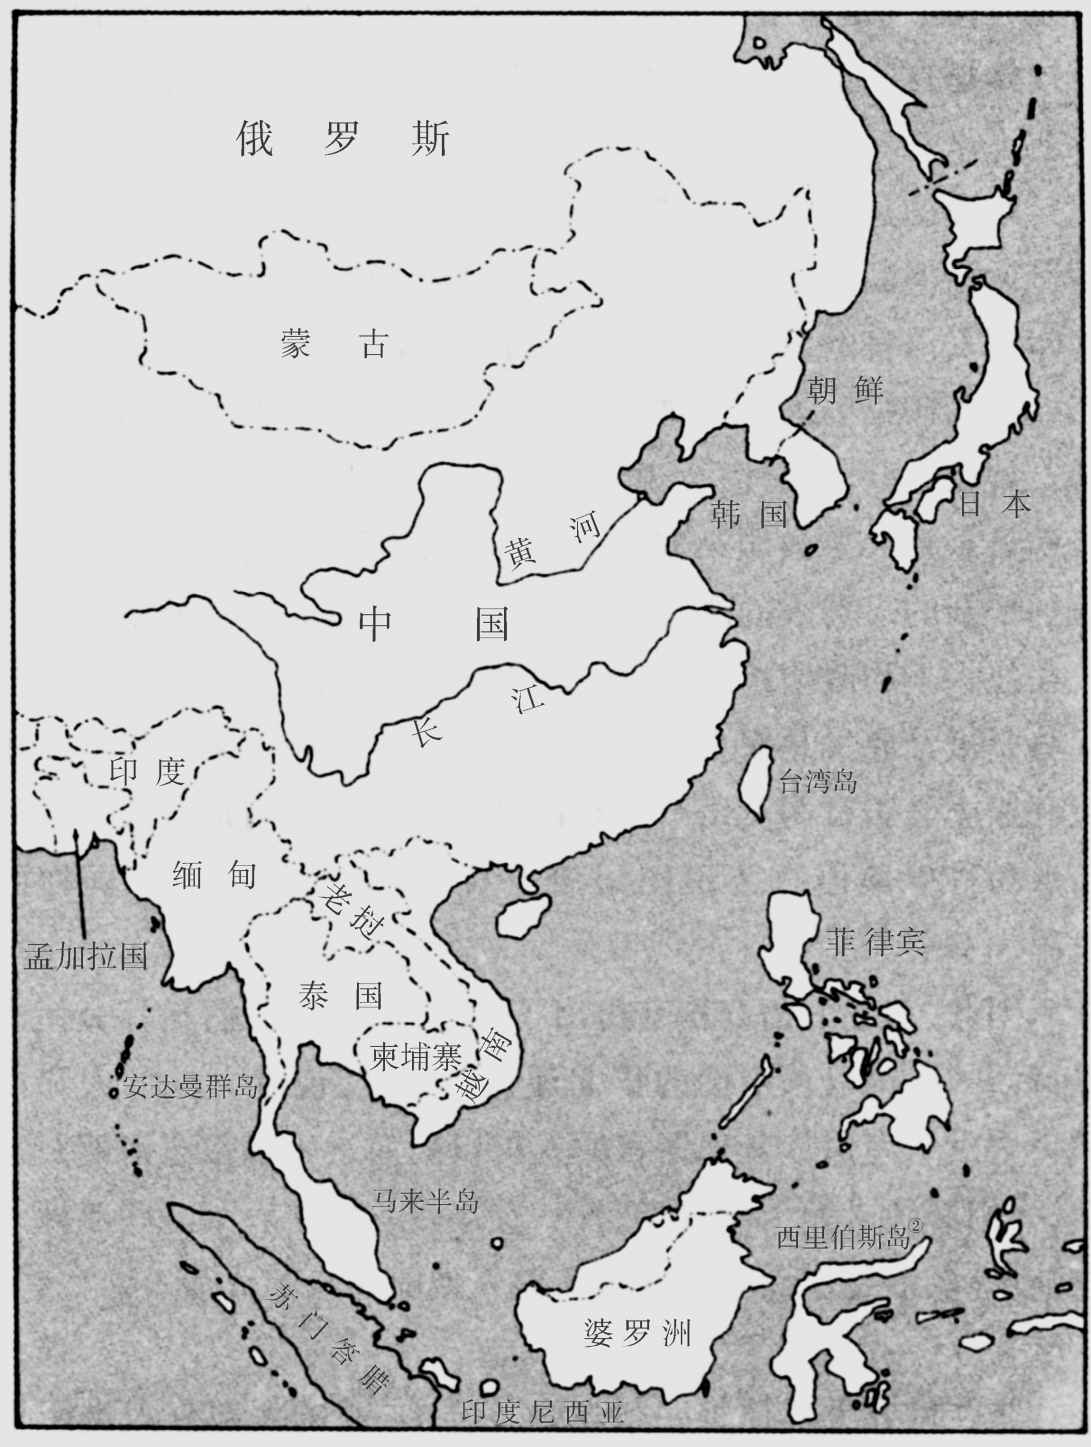 俄罗斯
蒙古
朝鲜
日本
韩国
黄河
中国
长江
印度
台湾岛
缅甸
老挝
孟加拉国
菲律宾
泰国
越南
柬埔寨
安达曼群岛
马来半岛
西里伯斯岛2
苏门答腊
婆罗洲
印度尼西亚